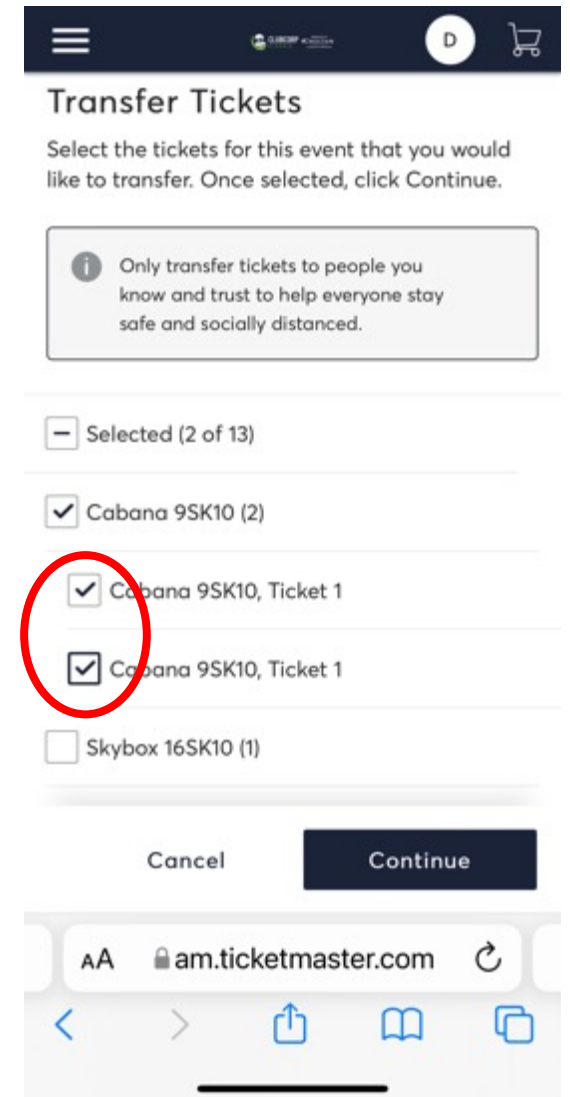 D
Transfer Tickets
Select the tickets for this event that you would
like to transfer. Once selected, click Continue.
i
Only transfer tickets to people you
know and trust to help everyone stay
safe and socially distanced.
Selected (2 of 13)
Cabana 9SK10 (2)
Cabana 9SK10, Ticket 1
Cabana 9SK10, Ticket 1
Skybox 16SK10 (1)
Cancel Continue
AA am.ticketmaster.com